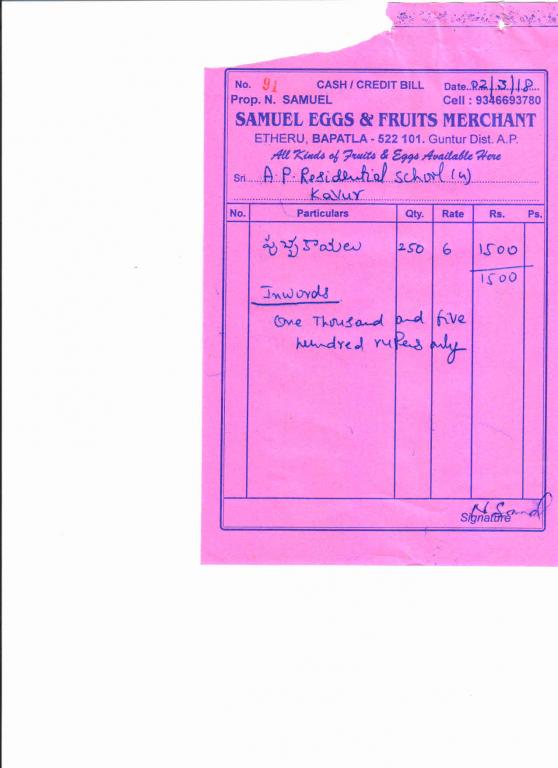 No. 91 CASH / CREDIT BILL Date 02/3/18
Prop. N. SAMUEL Cell : 9346693780
SAMUEL EGGS & FRUITS MERCHANT
ETHERU, BAPATLA - 522 101. Guntur Dist. A.P.
All Kinds of Fruits & Eggs Available Here
Sri A.P. Residential School (G)
Kavur
No. Particulars Qty. Rate Rs. Ps.
పుచ్చకాయలు 250 6 1500
1500
Inwords
One Thousand and five
hundred rupees only
Signature